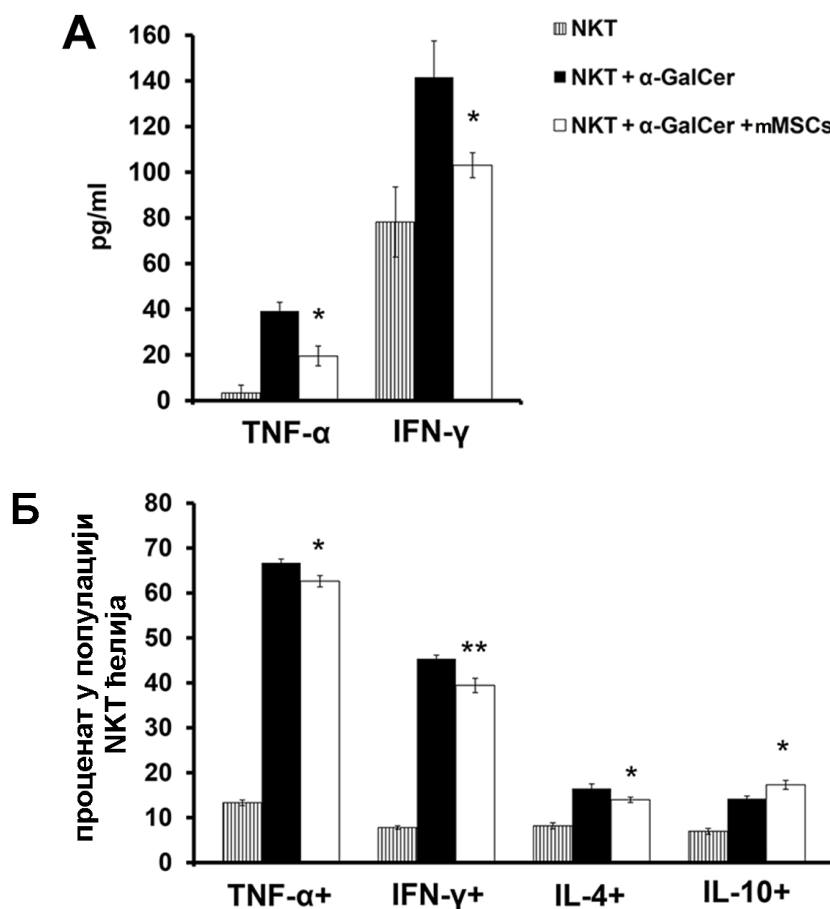 А
160
140
120
100
80
60
40
20
0
pg/ml
TNF-α
IFN-γ
*
*
NKT
NKT + α-GalCer
NKT + α-GalCer +mMSCs
Б
80
70
60
50
40
30
20
10
0
проценат у популацији
NKT ћелија
*
**
*
*
TNF-α+
IFN-γ+
IL-4+
IL-10+